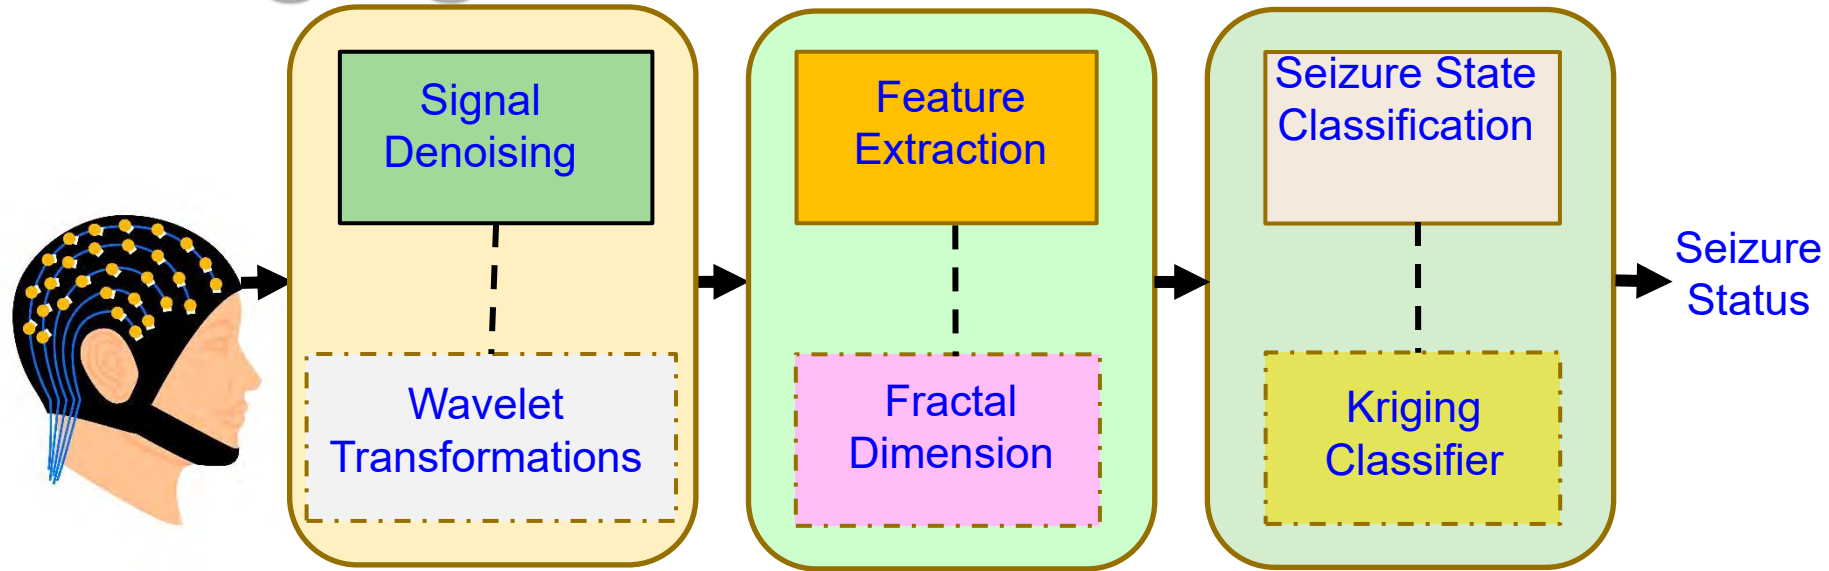 Signal
Denoising
Wavelet
Transformations
Feature
Extraction
Fractal
Dimension
Seizure State
Classification
Kriging
Classifier
Seizure
Status